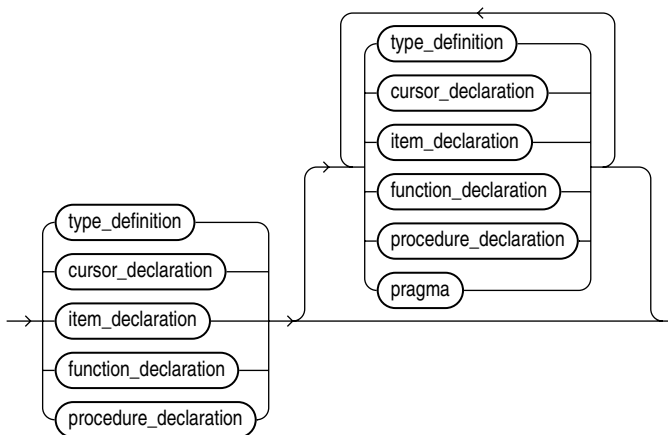 type_definition
cursor_declaration
item_declaration
function_declaration
procedure_declaration
type_definition
cursor_declaration
item_declaration
function_declaration
procedure_declaration
pragma